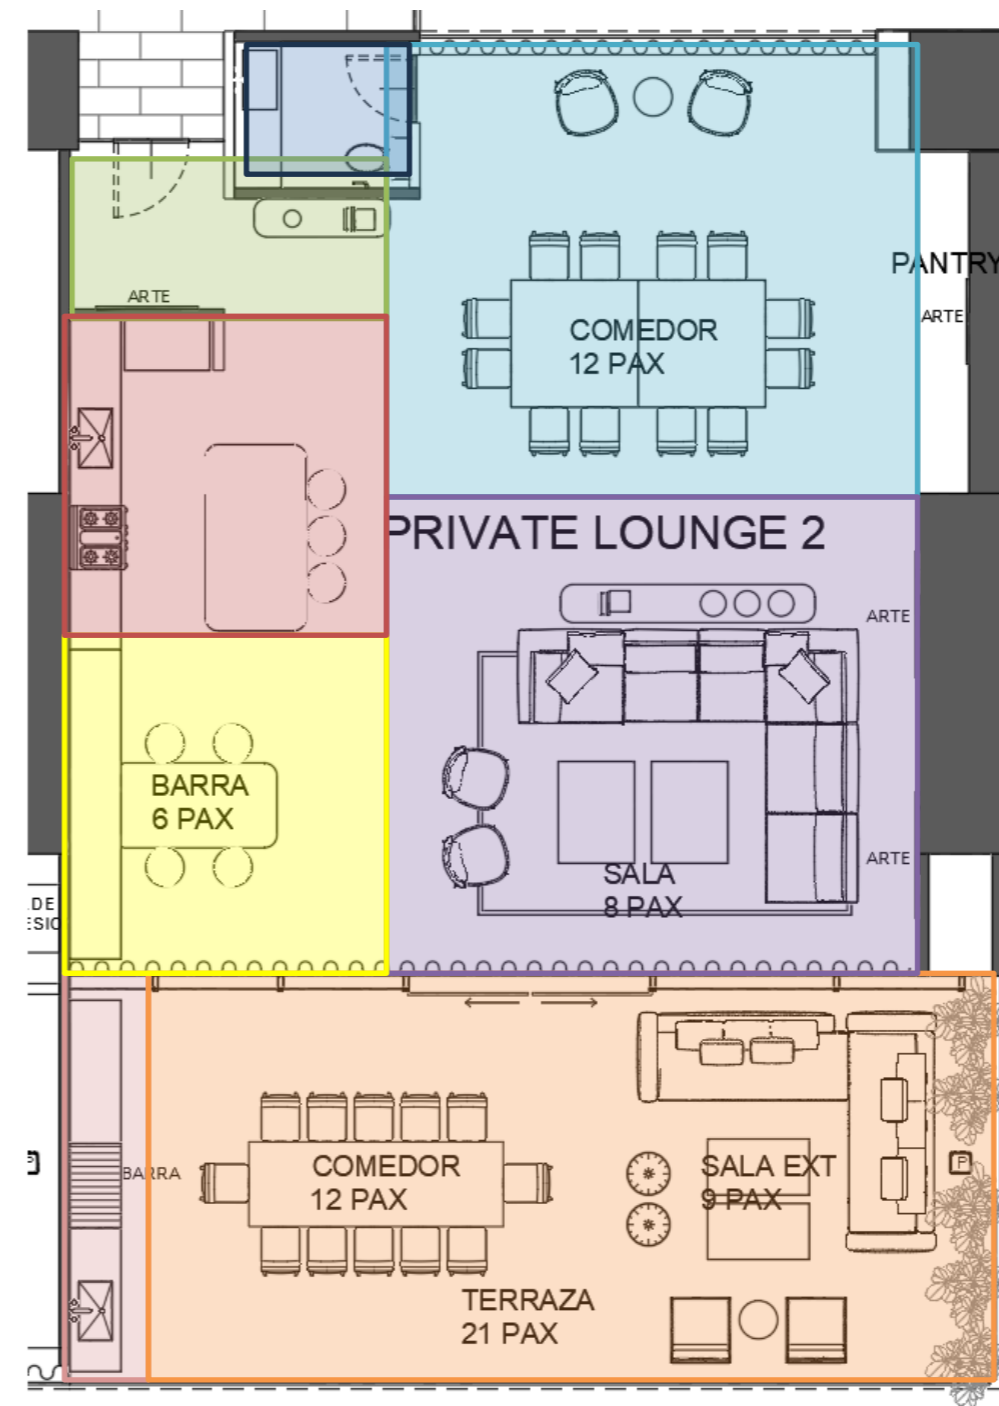 ARTE
PANTRY
ARTE
COMEDOR
12 PAX
PRIVATE LOUNGE 2
ARTE
BARRA
6 PAX
ARTE
SALA
8 PAX
DE
BARRA
COMEDOR
12 PAX
SALA EXT
9 PAX
P
TERRAZA
21 PAX